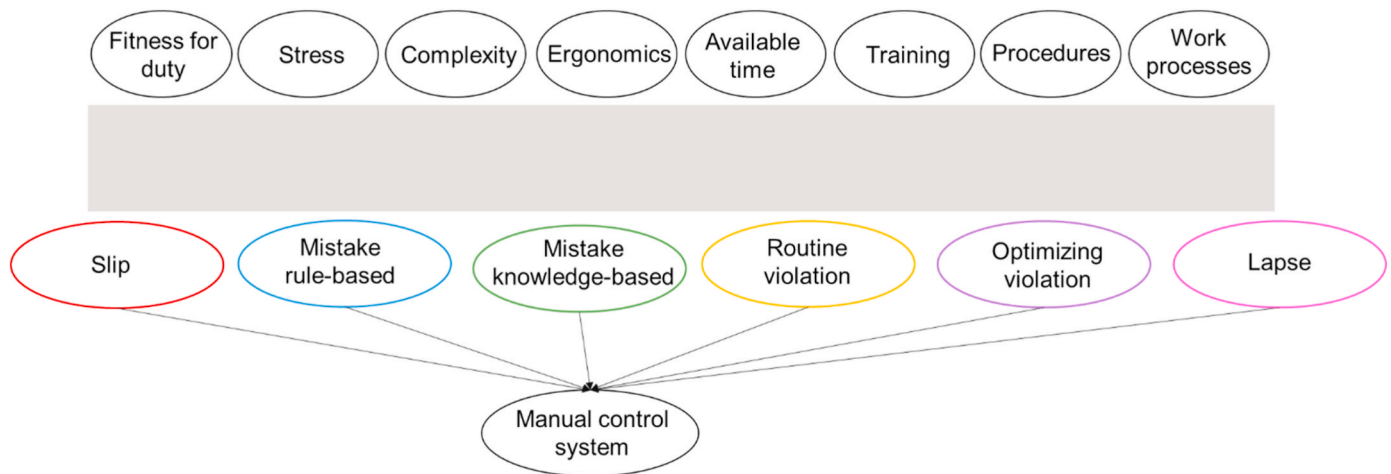 Fitness for
duty
Stress
Complexity
Ergonomics
Available
time
Training
Procedures
Work
processes
Slip
Mistake
rule-based
Mistake
knowledge-based
Routine
violation
Optimizing
violation
Lapse
Manual control
system